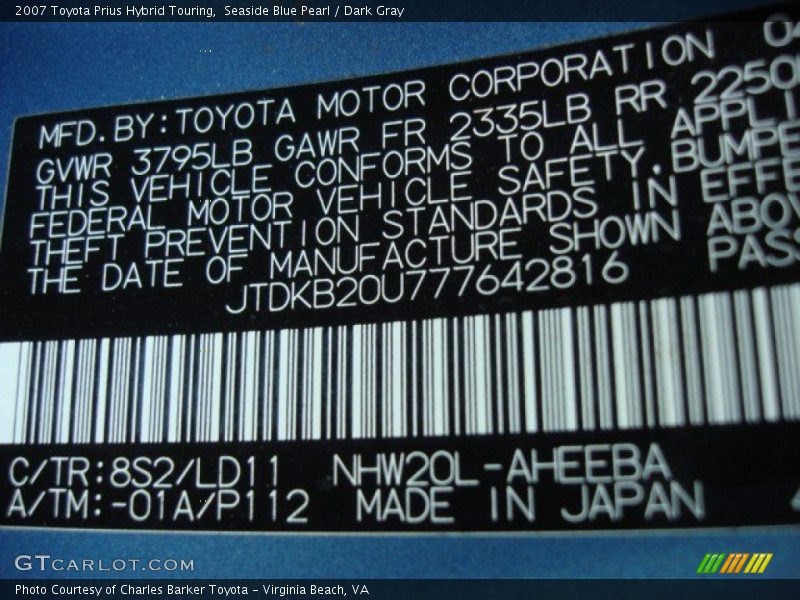 2007 Toyota Prius Hybrid Touring,  Seaside Blue Pearl / Dark Gray
MFD. BY: TOYOTA MOTOR CORPORATION 04
GVWR 3795LB GAWR FR 2335LB RR 2250
THIS VEHICLE CONFORMS TO ALL APPLI
FEDERAL MOTOR VEHICLE SAFETY, BUMPE
THEFT PREVENTION STANDARDS IN EFFE
THE DATE OF MANUFACTURE SHOWN ABOV
JTDKB20U777642816 PASS
C/TR:8S2/LD11 NHW20L-AHEEBA
A/TM:-01A/P112 MADE IN JAPAN
GTCARLOT.COM
Photo Courtesy of Charles Barker Toyota - Virginia Beach, VA